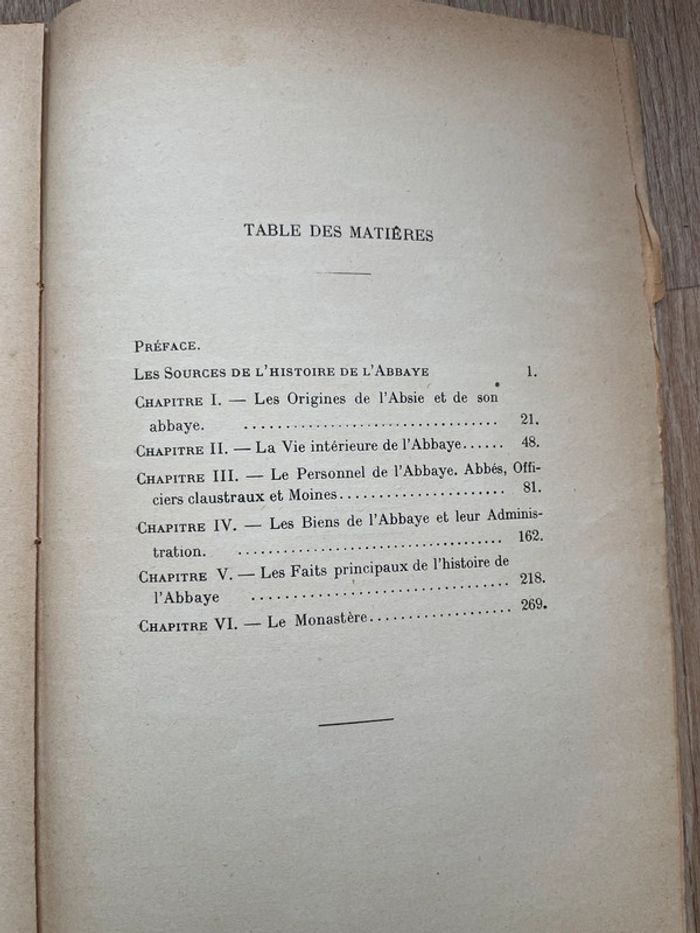 TABLE DES MATIÈRES
PRÉFACE.
LES SOURCES DE L'HISTOIRE DE L'ABBAYE 1.
CHAPITRE I. — Les Origines de l'Absie et de son
abbaye. .................................... 21.
CHAPITRE II. — La Vie intérieure de l'Abbaye...... 48.
CHAPITRE III. — Le Personnel de l'Abbaye. Abbés, Offi-
ciers claustraux et Moines........................ 81.
CHAPITRE IV. — Les Biens de l'Abbaye et leur Adminis-
tration. ..................................... 162.
CHAPITRE V. — Les Faits principaux de l'histoire de
l'Abbaye ..................................... 218.
CHAPITRE VI. — Le Monastère.................... 269.